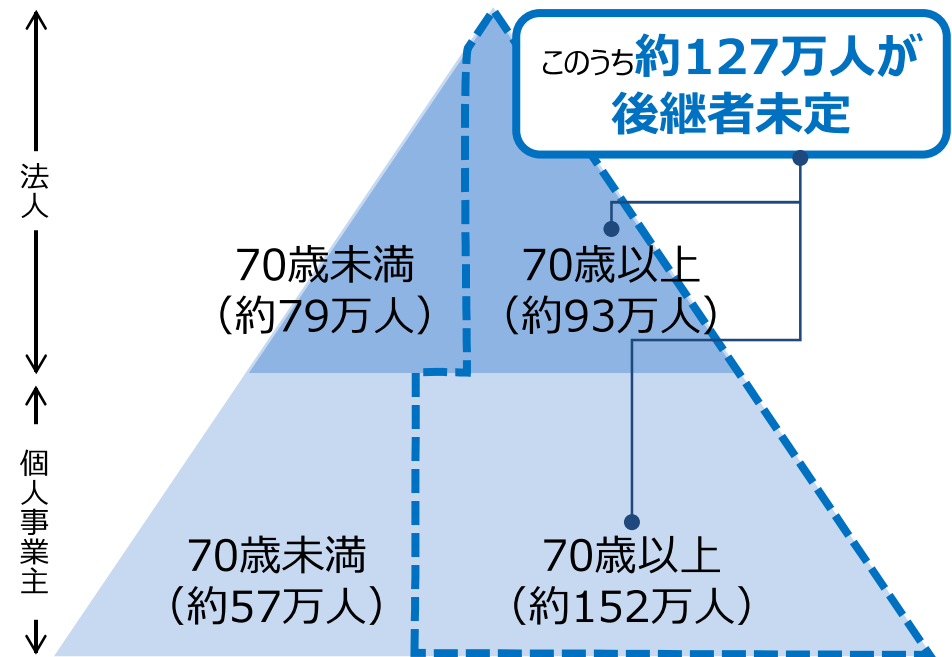 このうち約127万人が
後継者未定
法人
70歳未満
（約79万人）
70歳以上
（約93万人）
個人事業主
70歳未満
（約57万人）
70歳以上
（約152万人）